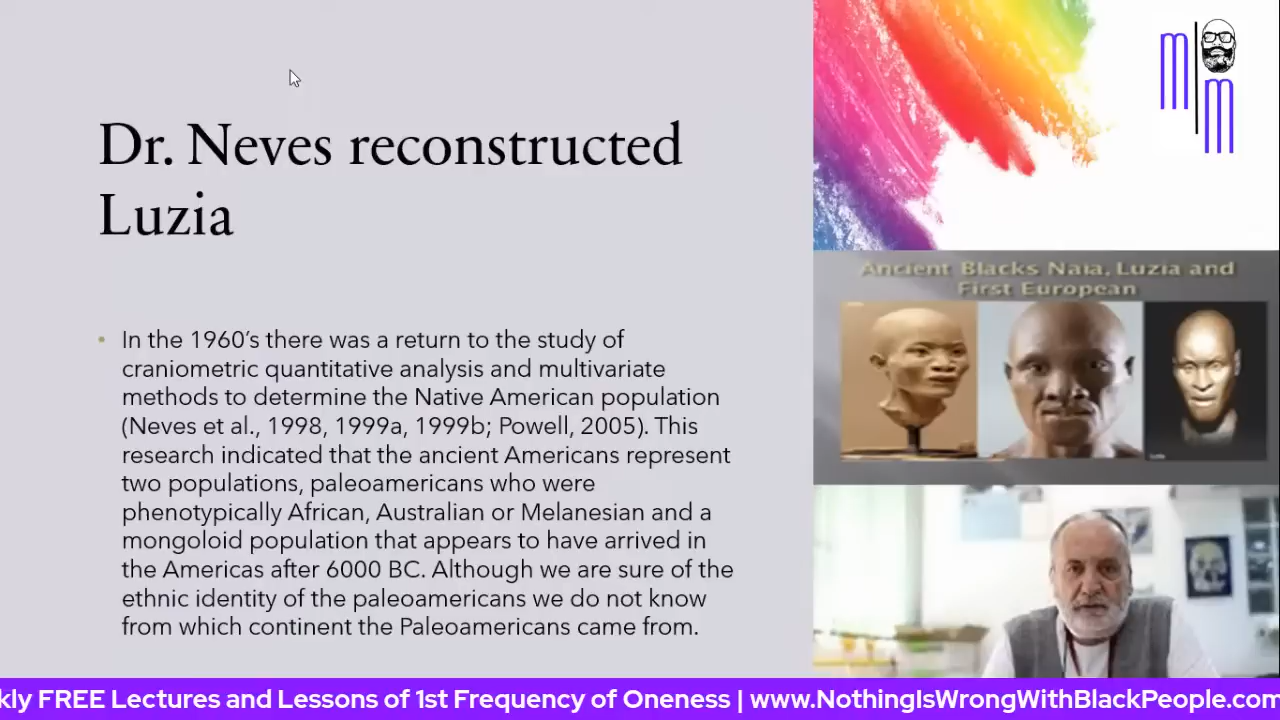 Dr. Neves reconstructed
Luzia
In the 1960's there was a return to the study of
craniometric quantitative analysis and multivariate
methods to determine the Native American population
(Neves et al., 1998, 1999a, 1999b; Powell, 2005). This
research indicated that the ancient Americans represent
two populations, paleoamericans who were
phenotypically African, Australian or Melanesian and a
mongoloid population that appears to have arrived in
the Americas after 6000 BC. Although we are sure of the
ethnic identity of the paleoamericans we do not know
from which continent the Paleoamericans came from.
m
m
Ancient Blacks Naia, Luzia and
First European
kly FREE Lectures and Lessons of 1st Frequency of Oneness | www.NothingIsWrongWithBlackPeople.com